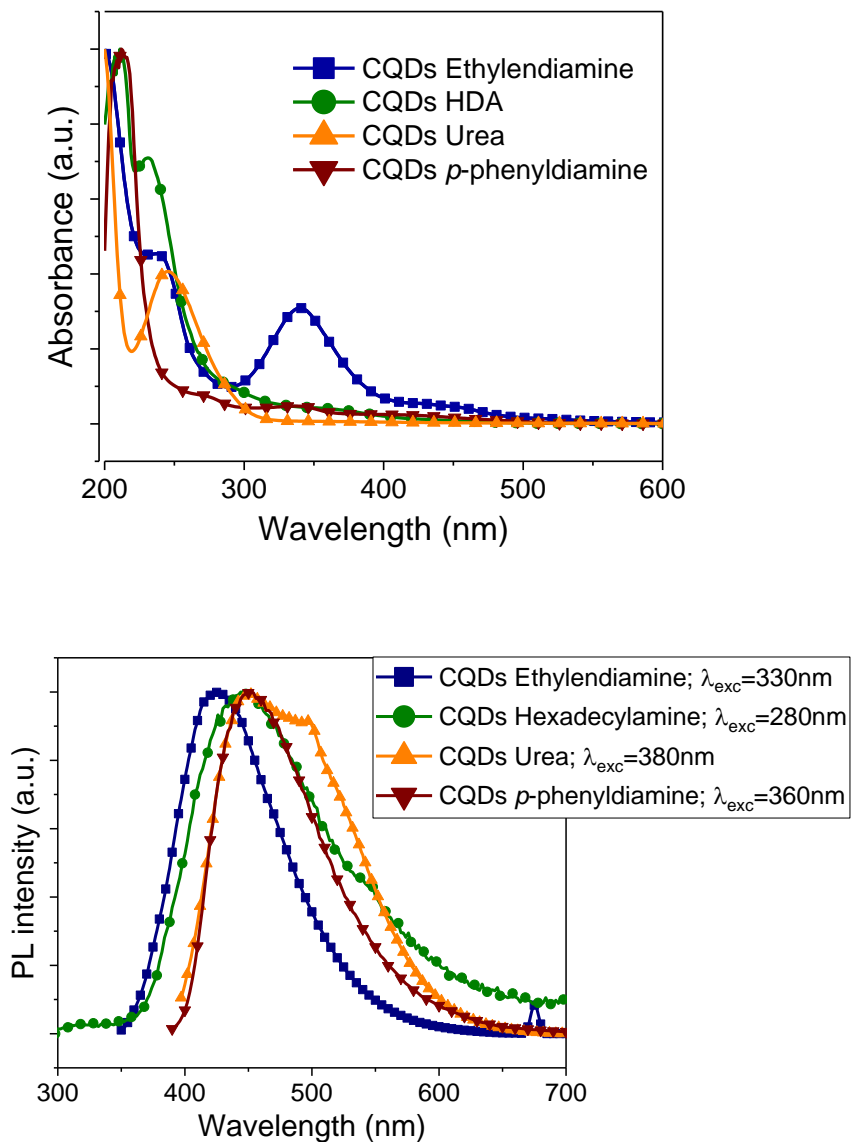 Absorbance (a.u.)
CQDs Ethylendiamine
CQDs HDA
CQDs Urea
CQDs p-phenyldiamine
200 300 400 500 600
Wavelength (nm)
PL intensity (a.u.)
CQDs Ethylendiamine; λexc=330nm
CQDs Hexadecylamine; λexc=280nm
CQDs Urea; λexc=380nm
CQDs p-phenyldiamine; λexc=360nm
300 400 500 600 700
Wavelength (nm)